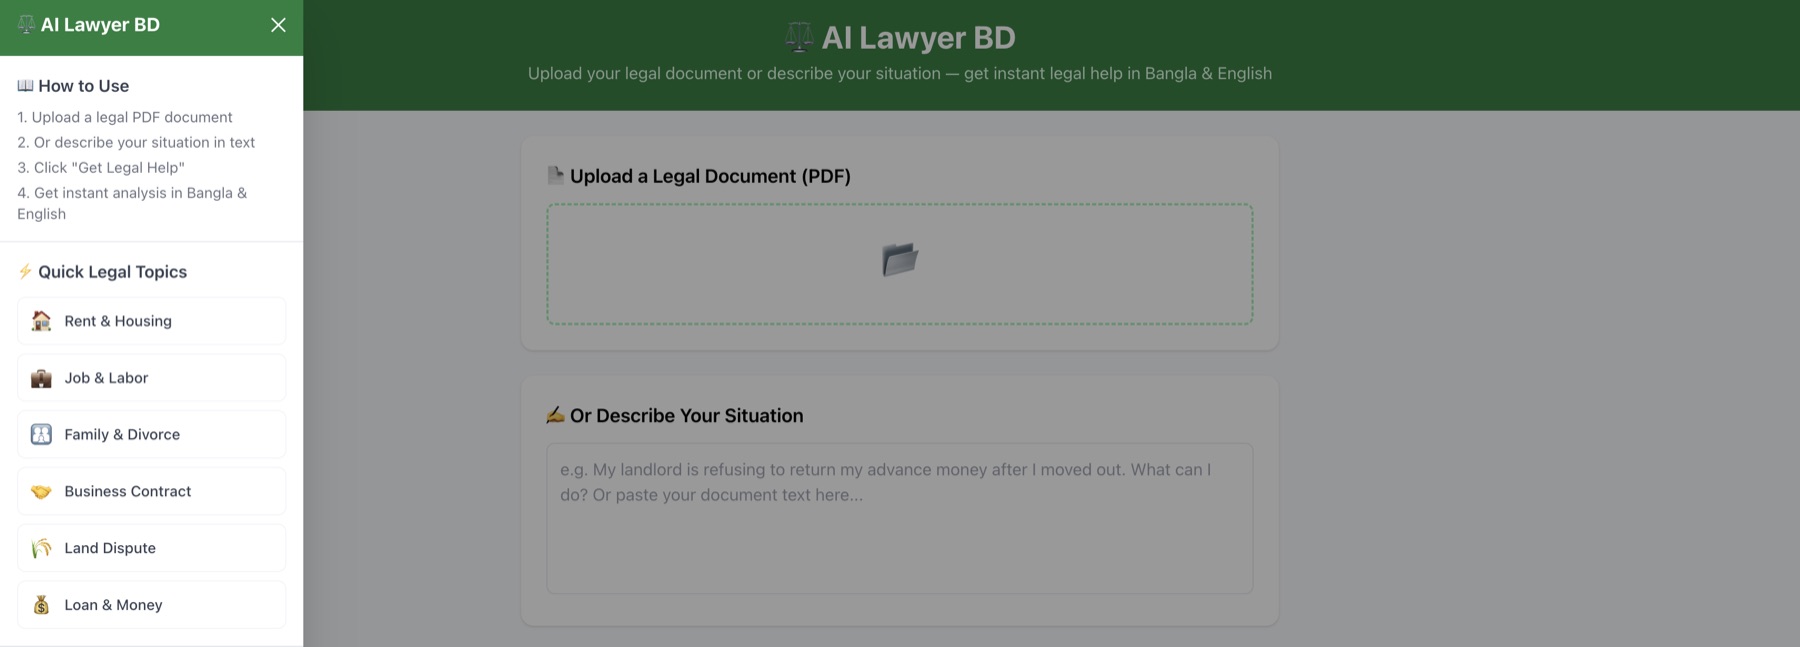 AI Lawyer BD
How to Use
1. Upload a legal PDF document
2. Or describe your situation in text
3. Click "Get Legal Help"
4. Get instant analysis in Bangla &
English
Quick Legal Topics
Rent & Housing
Job & Labor
Family & Divorce
Business Contract
Land Dispute
Loan & Money
AI Lawyer BD
Upload your legal document or describe your situation — get instant legal help in Bangla & English
Upload a Legal Document (PDF)
Or Describe Your Situation
e.g. My landlord is refusing to return my advance money after I moved out. What can I
do? Or paste your document text here...